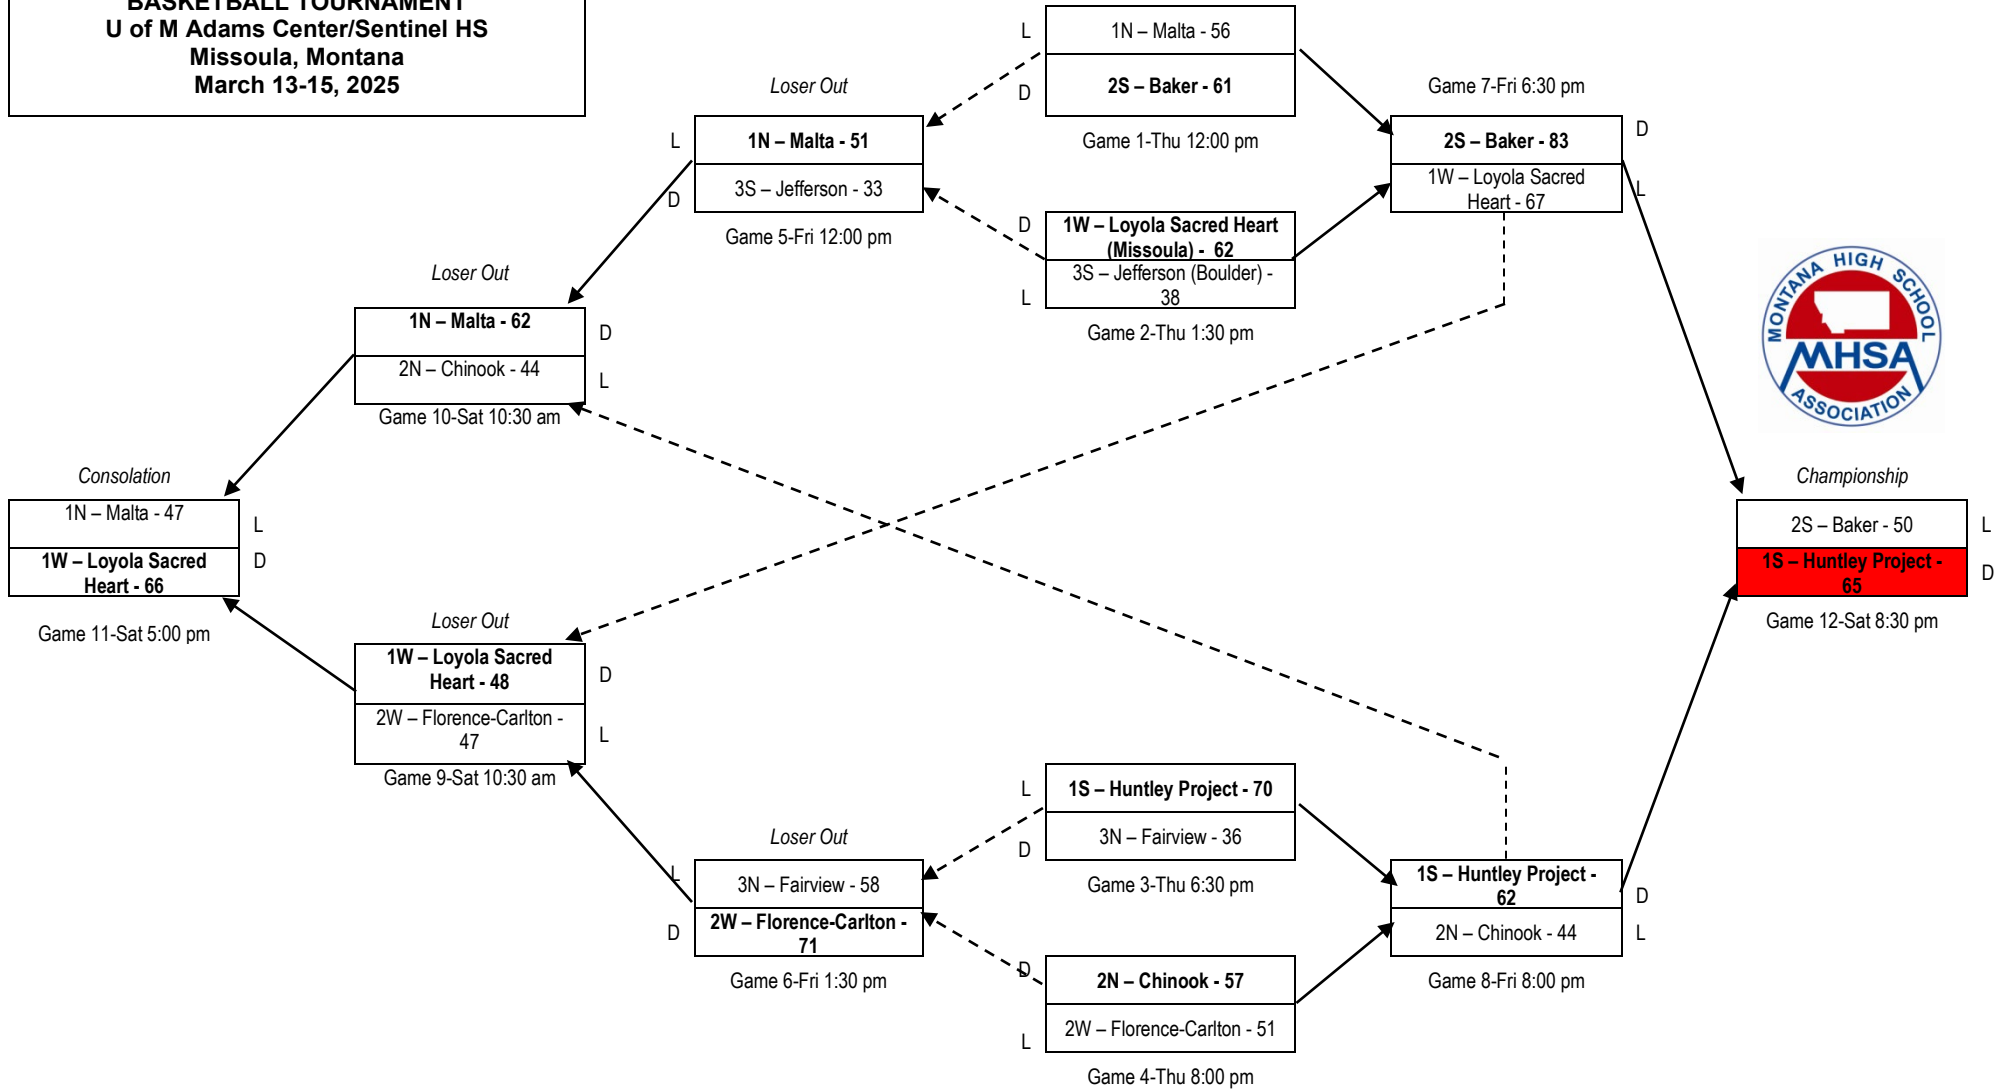 BASKETBALL TOURNAMENT
U of M Adams Center/Sentinel HS
Missoula, Montana
March 13-15, 2025
L
1N – Malta - 56
D
2S – Baker - 61
Game 1-Thu 12:00 pm
D
1W – Loyola Sacred Heart
(Missoula) - 62
3S – Jefferson (Boulder) -
38
L
Game 2-Thu 1:30 pm
Loser Out
L
1N – Malta - 51
D
3S – Jefferson - 33
Game 5-Fri 12:00 pm
Game 7-Fri 6:30 pm
2S – Baker - 83
D
1W – Loyola Sacred
Heart - 67
L
Loser Out
1N – Malta - 62
D
2N – Chinook - 44
L
Game 10-Sat 10:30 am
MONTANA HIGH SCHOOL
MHSA
ASSOCIATION
Consolation
1N – Malta - 47
L
1W – Loyola Sacred
Heart - 66
D
Game 11-Sat 5:00 pm
Championship
2S – Baker - 50
L
1S – Huntley Project -
65
D
Game 12-Sat 8:30 pm
Loser Out
1W – Loyola Sacred
Heart - 48
D
2W – Florence-Carlton -
47
L
Game 9-Sat 10:30 am
L
1S – Huntley Project - 70
D
3N – Fairview - 36
Game 3-Thu 6:30 pm
Loser Out
L
3N – Fairview - 58
D
2W – Florence-Carlton -
71
Game 6-Fri 1:30 pm
1S – Huntley Project -
62
D
2N – Chinook - 44
L
Game 8-Fri 8:00 pm
D
2N – Chinook - 57
2W – Florence-Carlton - 51
L
Game 4-Thu 8:00 pm